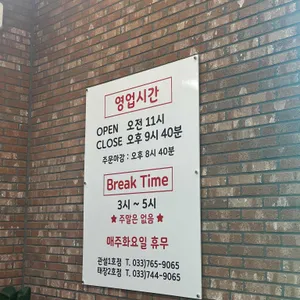 영업시간
OPEN 오전 11시
CLOSE 오후 9시 40분
주문마감 : 오후 8시 40분
Break Time
3시 ~ 5시
★ 주말은 없음 ★
매주화요일 휴무
관설1호점 T. 033)765-9065
태장2호점 T. 033)744-9065